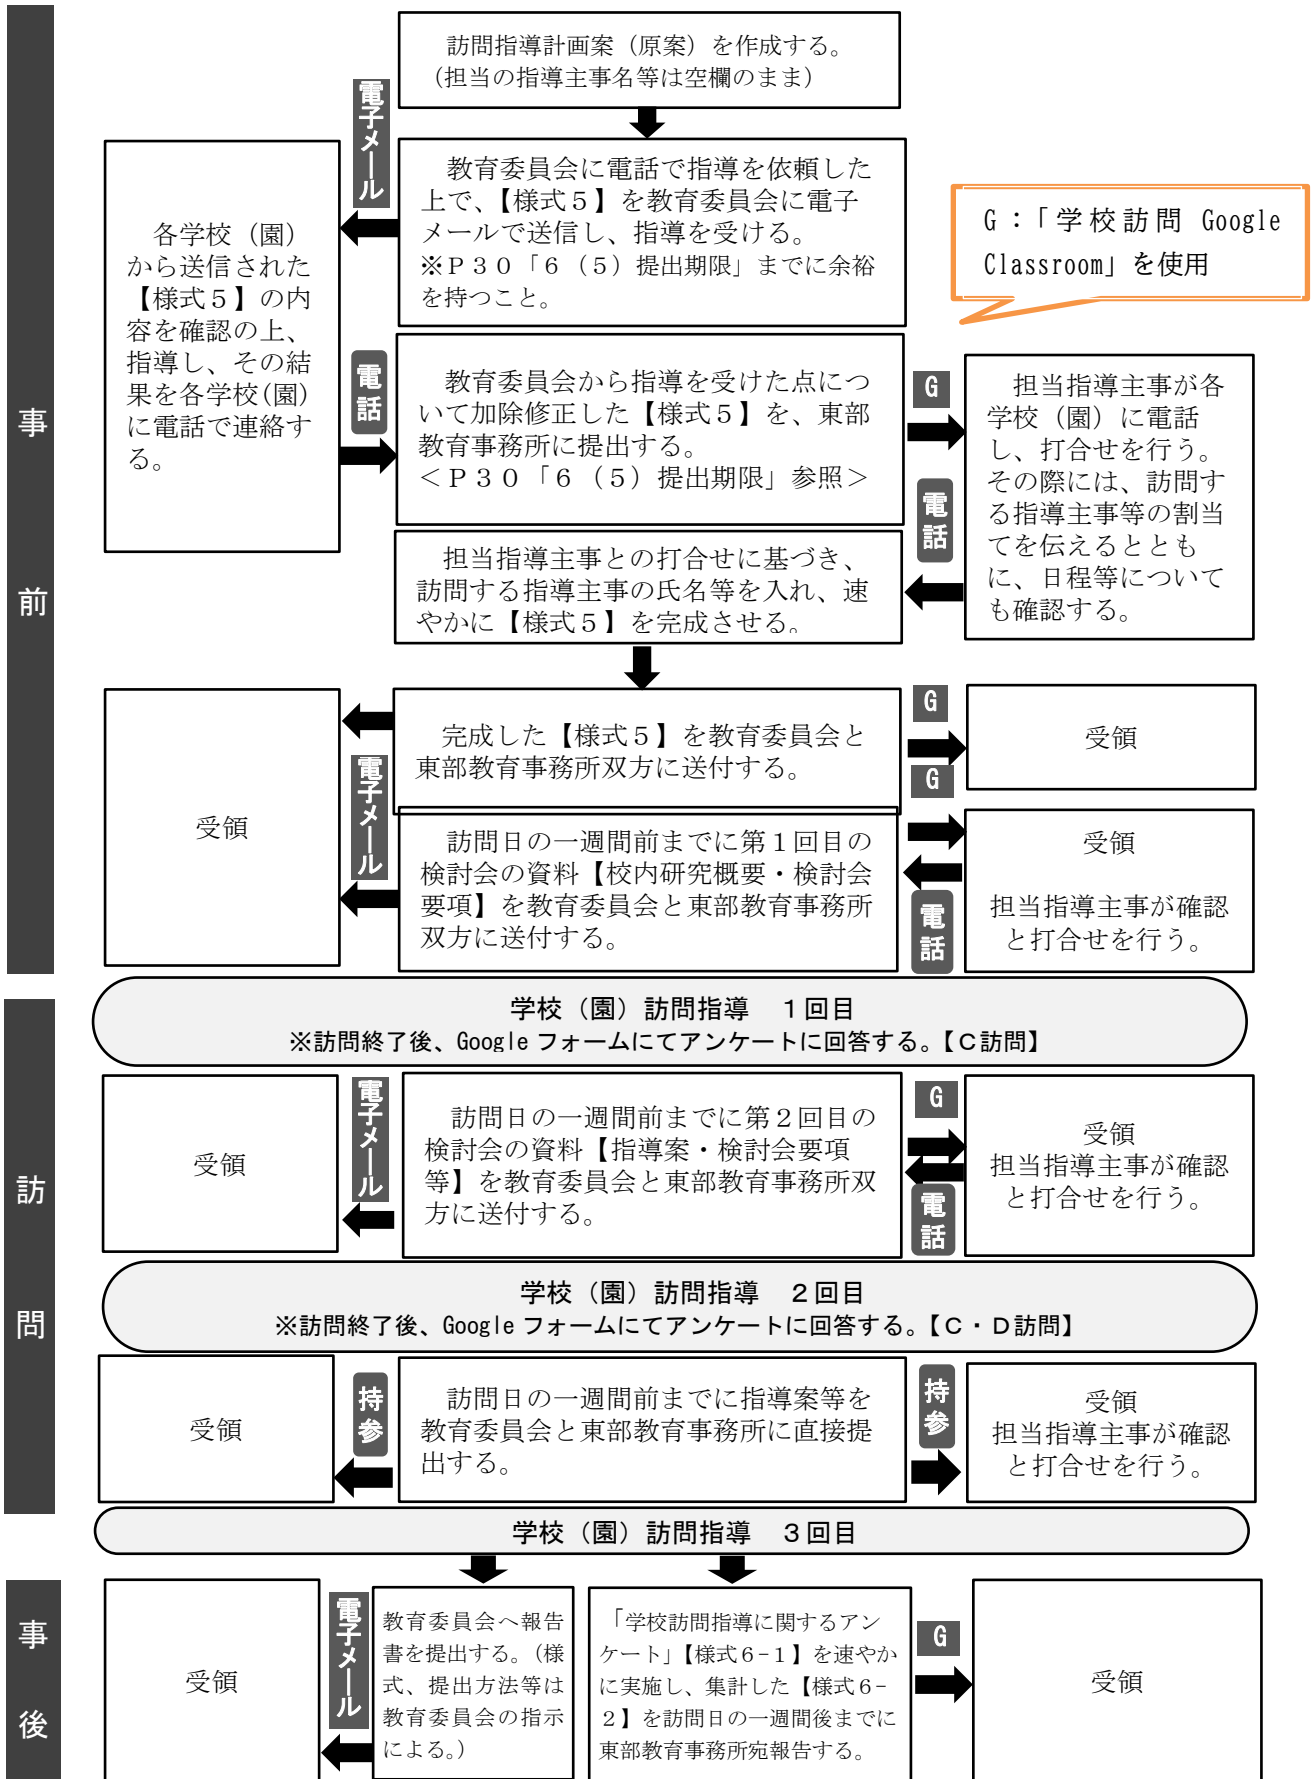 事
前
訪問指導計画案（原案）を作成する。
（担当の指導主事名等は空欄のまま）
電子メール
教育委員会に電話で指導を依頼した
上で、【様式５】を教育委員会に電子
メールで送信し、指導を受ける。
※Ｐ３０「６（５）提出期限」までに余裕
を持つこと。
G：「学校訪問 Google
Classroom」を使用
各学校（園）
から送信された
【様式５】の内
容を確認の上、
指導し、その結
果を各学校(園)
に電話で連絡す
る。
電話
教育委員会から指導を受けた点につ
いて加除修正した【様式５】を、東部
教育事務所に提出する。
＜Ｐ３０「６（５）提出期限」参照＞
G
電話
担当指導主事が各
学校（園）に電話
し、打合せを行う。
その際には、訪問す
る指導主事等の割当
てを伝えるととも
に、日程等について
も確認する。
担当指導主事との打合せに基づき、
訪問する指導主事の氏名等を入れ、速
やかに【様式５】を完成させる。
受領
電子メール
完成した【様式５】を教育委員会と
東部教育事務所双方に送付する。
G
受領
訪問日の一週間前までに第１回目の
検討会の資料【校内研究概要・検討会
要項】を教育委員会と東部教育事務所
双方に送付する。
G
電話
受領
担当指導主事が確認
と打合せを行う。
訪
問
学校（園）訪問指導　１回目
※訪問終了後、Google フォームにてアンケートに回答する。【Ｃ訪問】
受領
電子メール
訪問日の一週間前までに第２回目の
検討会の資料【指導案・検討会要項
等】を教育委員会と東部教育事務所双
方に送付する。
G
電話
受領
担当指導主事が確認
と打合せを行う。
学校（園）訪問指導　２回目
※訪問終了後、Google フォームにてアンケートに回答する。【Ｃ・Ｄ訪問】
受領
持参
訪問日の一週間前までに指導案等を
教育委員会と東部教育事務所に直接提
出する。
持参
受領
担当指導主事が確認
と打合せを行う。
学校（園）訪問指導　３回目
事
後
受領
電子メール
教育委員会へ報告
書を提出する。（様
式、提出方法等は
教育委員会の指示
による。）
「学校訪問指導に関するアン
ケート」【様式６-１】を速やか
に実施し、集計した【様式６-
２】を訪問日の一週間後までに
東部教育事務所宛報告する。
G
受領